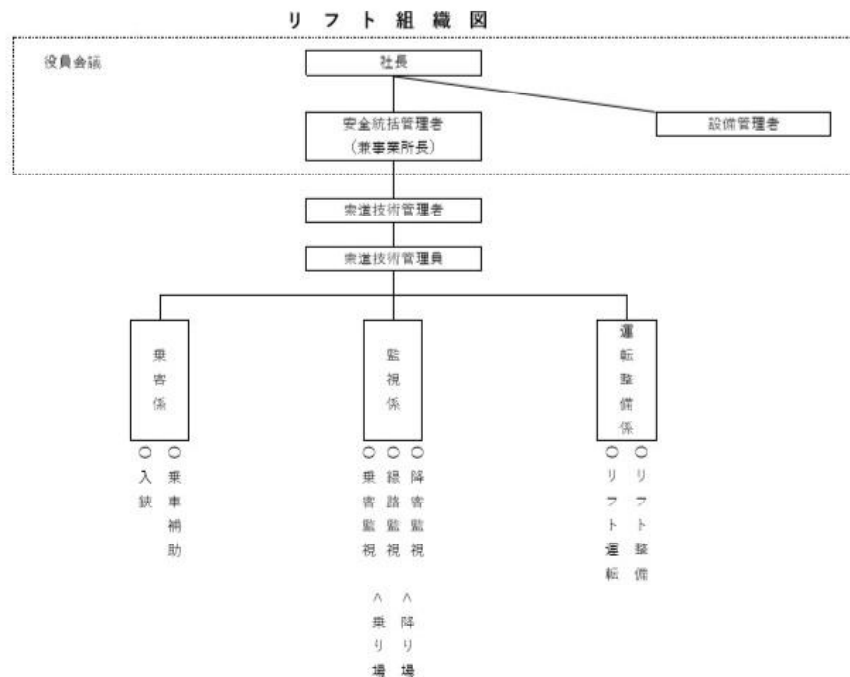 リフト組織図
役員会議
社長
安全統括管理者
(兼事業所長)
設備管理者
索道技術管理者
索道技術管理員
乗客係
監視係
運転整備係
○乗車補助
○入鋏
○降客監視
○線路監視
○乗客監視
○リフト整備
○リフト運転
<降り場
<乗り場